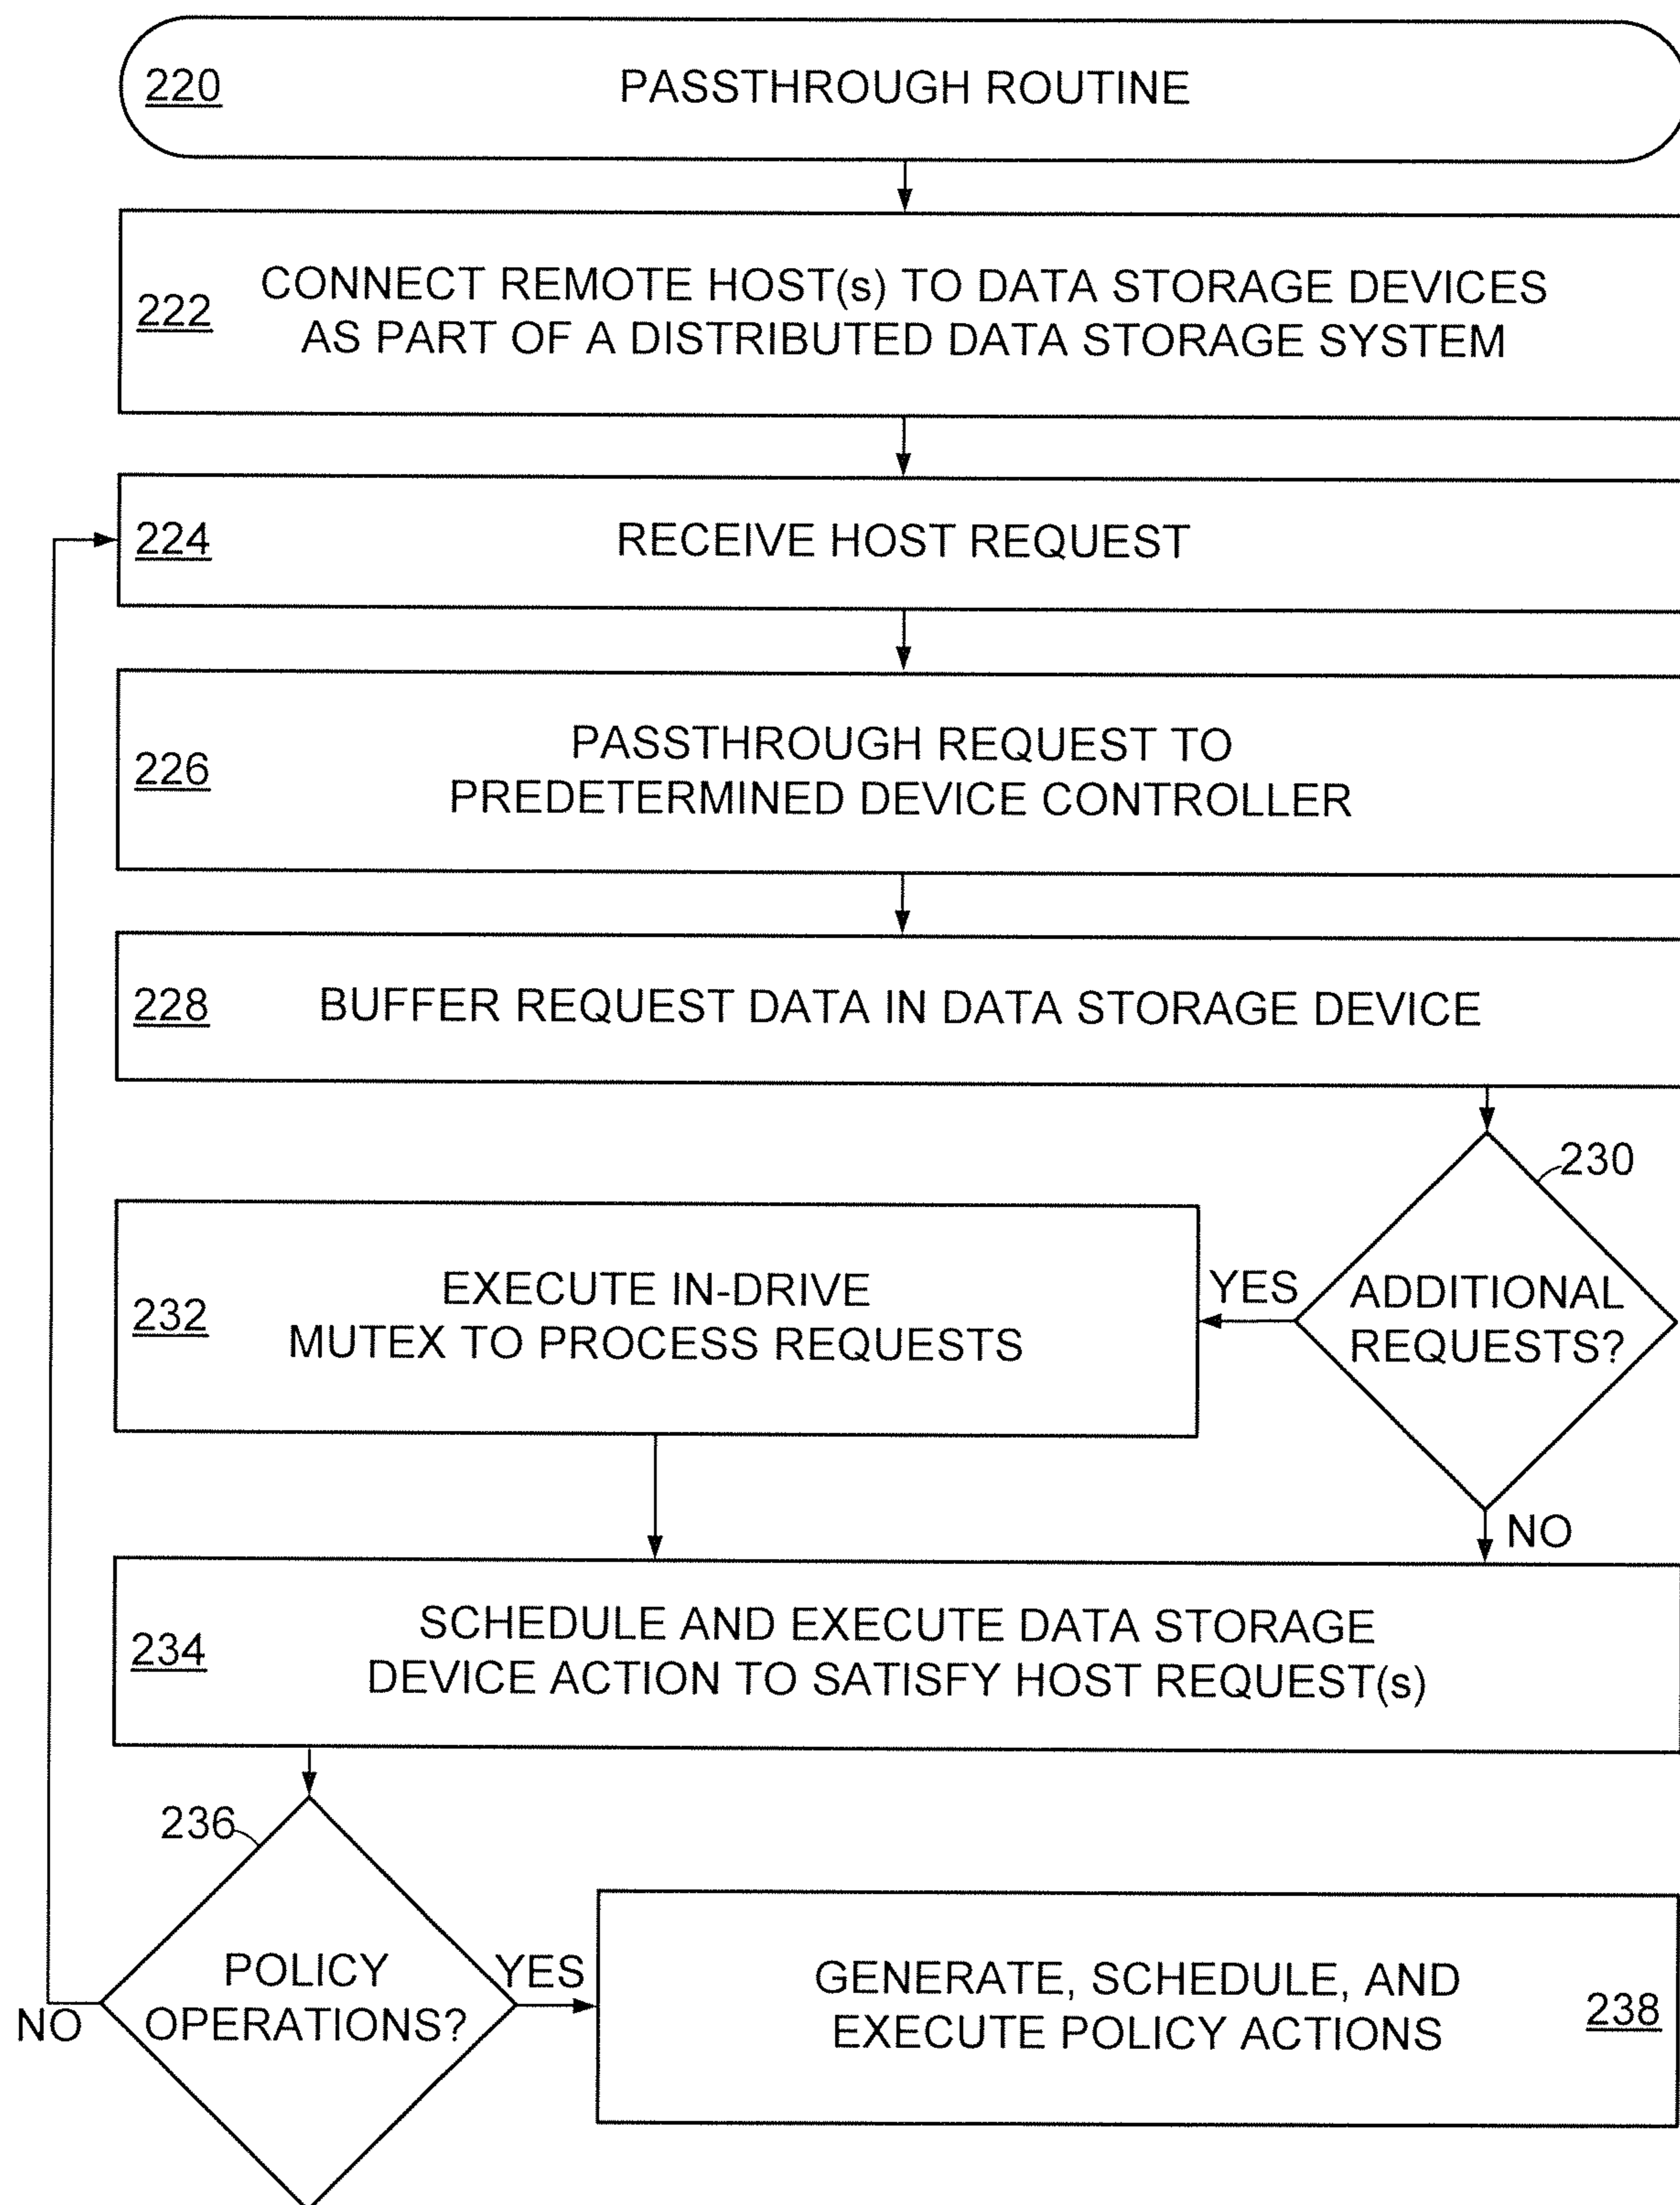 220 PASSTHROUGH ROUTINE
222 CONNECT REMOTE HOST(s) TO DATA STORAGE DEVICES
AS PART OF A DISTRIBUTED DATA STORAGE SYSTEM
224 RECEIVE HOST REQUEST
226 PASSTHROUGH REQUEST TO
PREDETERMINED DEVICE CONTROLLER
228 BUFFER REQUEST DATA IN DATA STORAGE DEVICE
230
ADDITIONAL
REQUESTS?
YES
NO
232 EXECUTE IN-DRIVE
MUTEX TO PROCESS REQUESTS
234 SCHEDULE AND EXECUTE DATA STORAGE
DEVICE ACTION TO SATISFY HOST REQUEST(s)
236
POLICY
OPERATIONS?
NO
YES
GENERATE, SCHEDULE, AND
EXECUTE POLICY ACTIONS
238